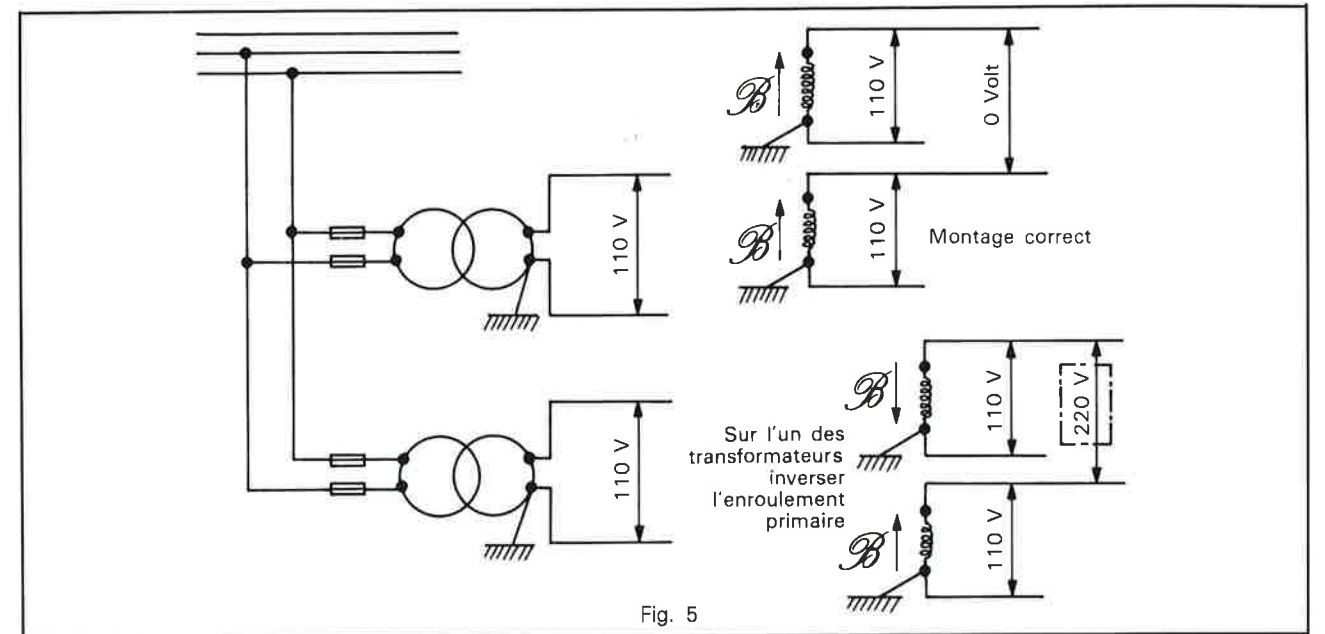 110 V
110 V
ℬ
110 V
0 Volt
ℬ
110 V
Montage correct
ℬ
110 V
220 V
Sur l'un des
transformateurs
inverser
l'enroulement
primaire
ℬ
110 V
Fig. 5